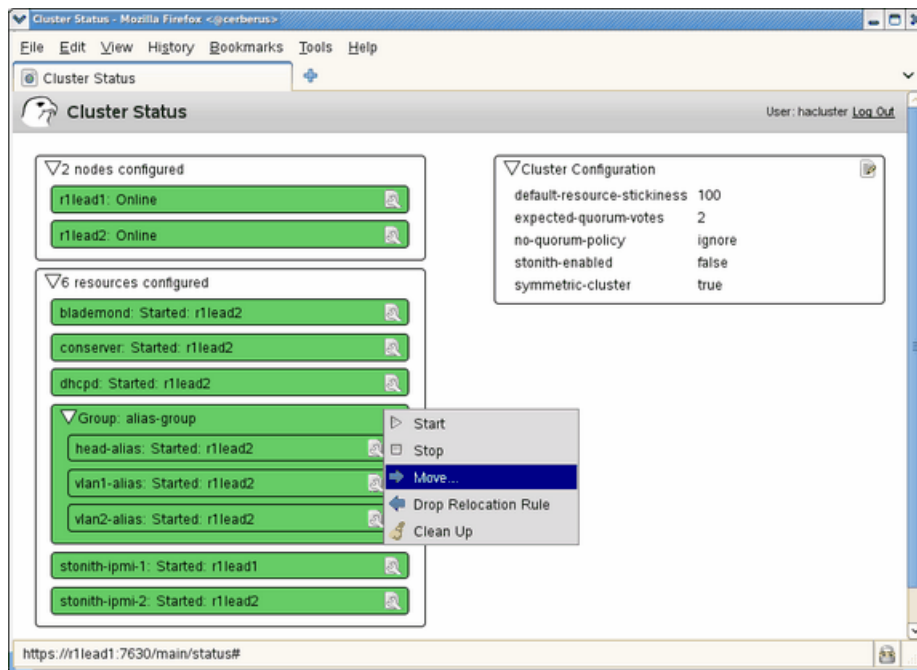 Cluster Status - Mozilla Firefox <@cerberus>
File Edit View History Bookmarks Tools Help
Cluster Status
Cluster Status
User: hacluster Log Out
2 nodes configured
r1lead1: Online
r1lead2: Online
6 resources configured
blademond: Started: r1lead2
conserver: Started: r1lead2
dhcpd: Started: r1lead2
Group: alias-group
head-alias: Started: r1lead2
vlan1-alias: Started: r1lead2
vlan2-alias: Started: r1lead2
stonith-ipmi-1: Started: r1lead1
stonith-ipmi-2: Started: r1lead2
Start
Stop
Move...
Drop Relocation Rule
Clean Up
Cluster Configuration
default-resource-stickiness 100
expected-quorum-votes 2
no-quorum-policy ignore
stonith-enabled false
symmetric-cluster true
https://r1lead1:7630/main/status#